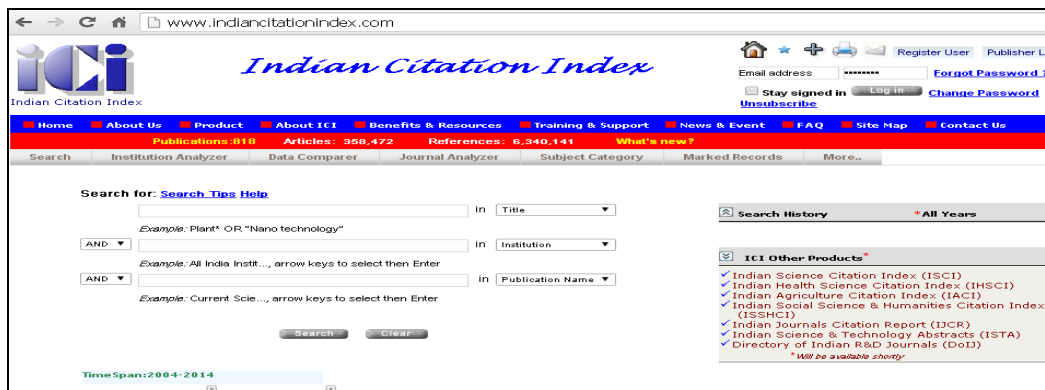 www.indiancitationindex.com
ici
Indian Citation Index
Indian Citation Index
Register User Publisher L
Email address
Forgot Password
Stay signed in Log in Change Password
Unsubscribe
Home About Us Product About ICI Benefits & Resources Training & Support News & Event FAQ Site Map Contact Us
Publications:818 Articles: 358,472 References: 6,340,141 What's new?
Search Institution Analyzer Data Comparer Journal Analyzer Subject Category Marked Records More..
Search for: Search Tips Help
in Title
Example: Plant* OR "Nano technology"
AND in Institution
Example: All India Instit..., arrow keys to select then Enter
AND in Publication Name
Example: Current Scie..., arrow keys to select then Enter
Search Clear
TimeSpan:2004-2014
Search History *All Years
ICI Other Products*
Indian Science Citation Index (ISCI)
Indian Health Science Citation Index (IHSCI)
Indian Agriculture Citation Index (IACI)
Indian Social Science & Humanities Citation Index
(ISSHCI)
Indian Journals Citation Report (IJCR)
Indian Science & Technology Abstracts (ISTA)
Directory of Indian R&D Journals (DoIJ)
* Will be available shortly